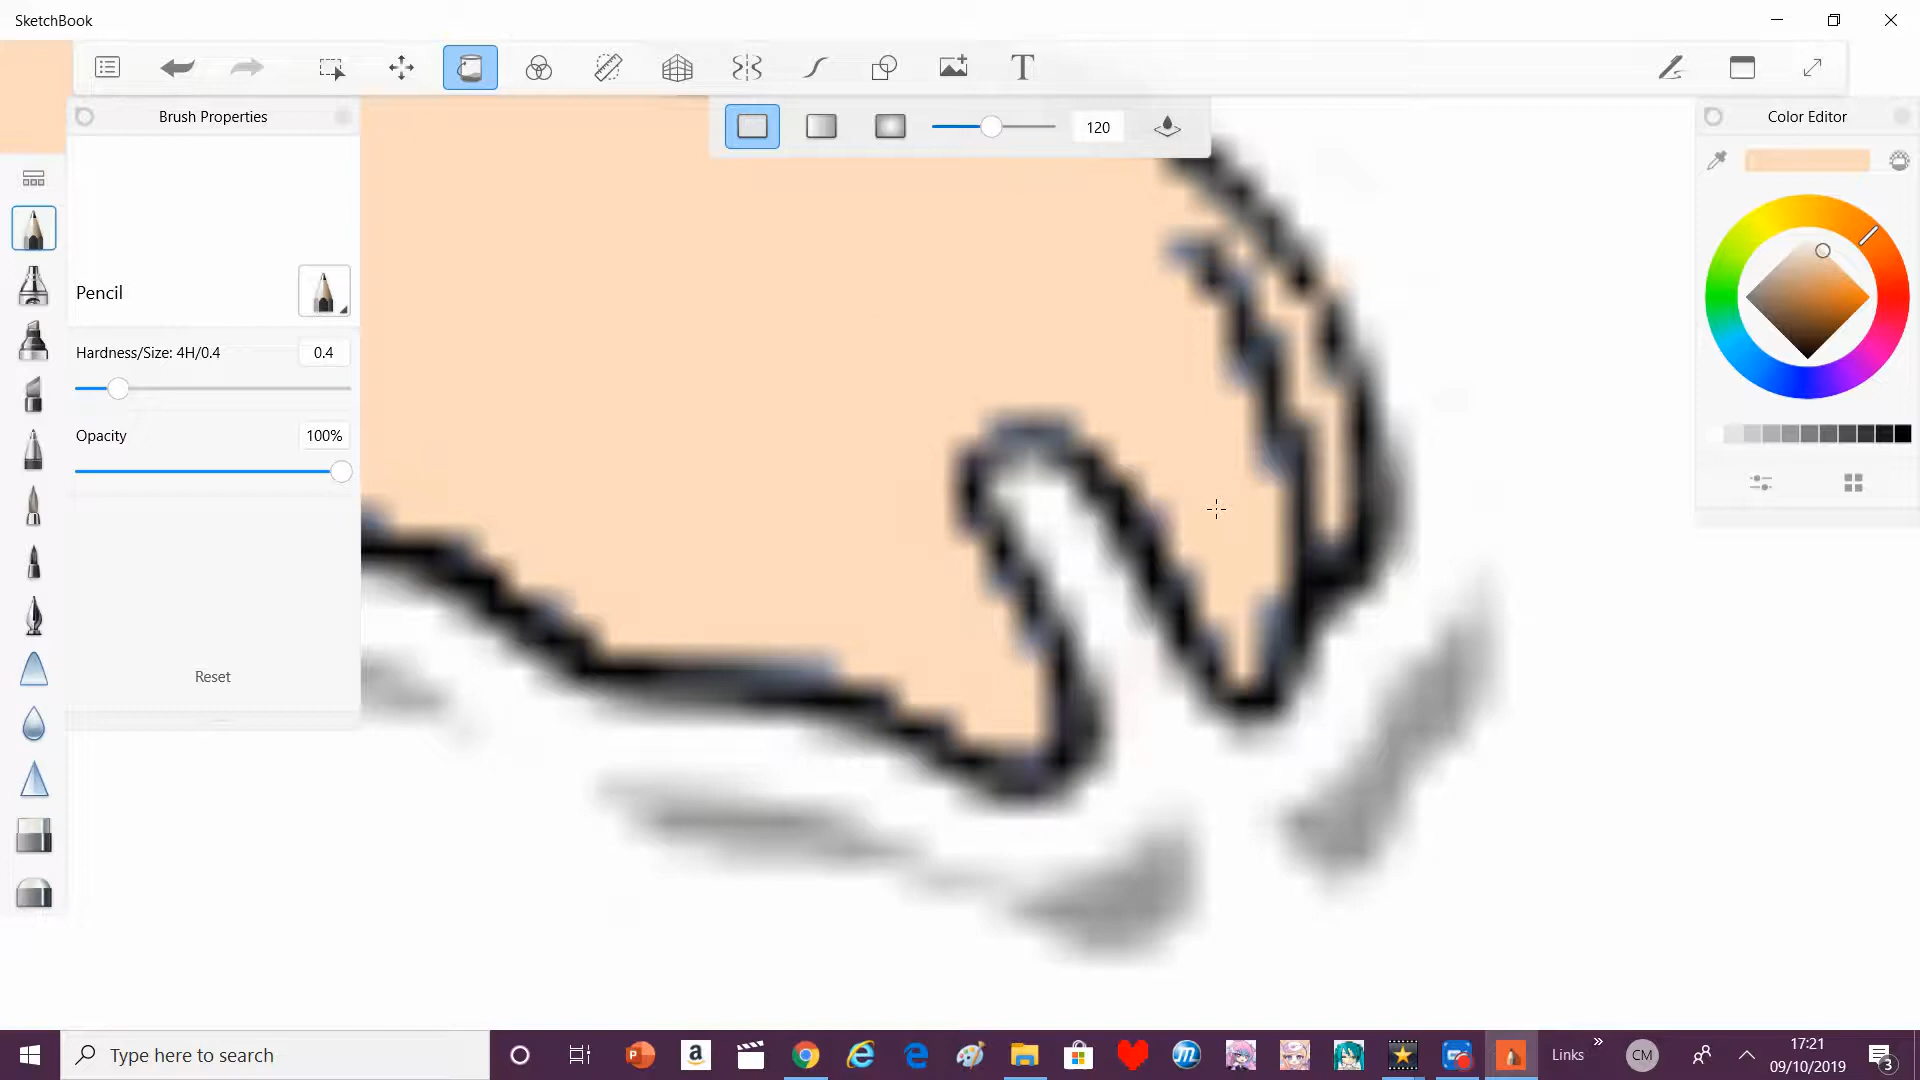 SketchBook
T
120
Brush Properties
Color Editor
Pencil
Hardness/Size: 4H/0.4
0.4
Opacity
100%
Reset
Type here to search
Links
»
CM
17:21
09/10/2019
3